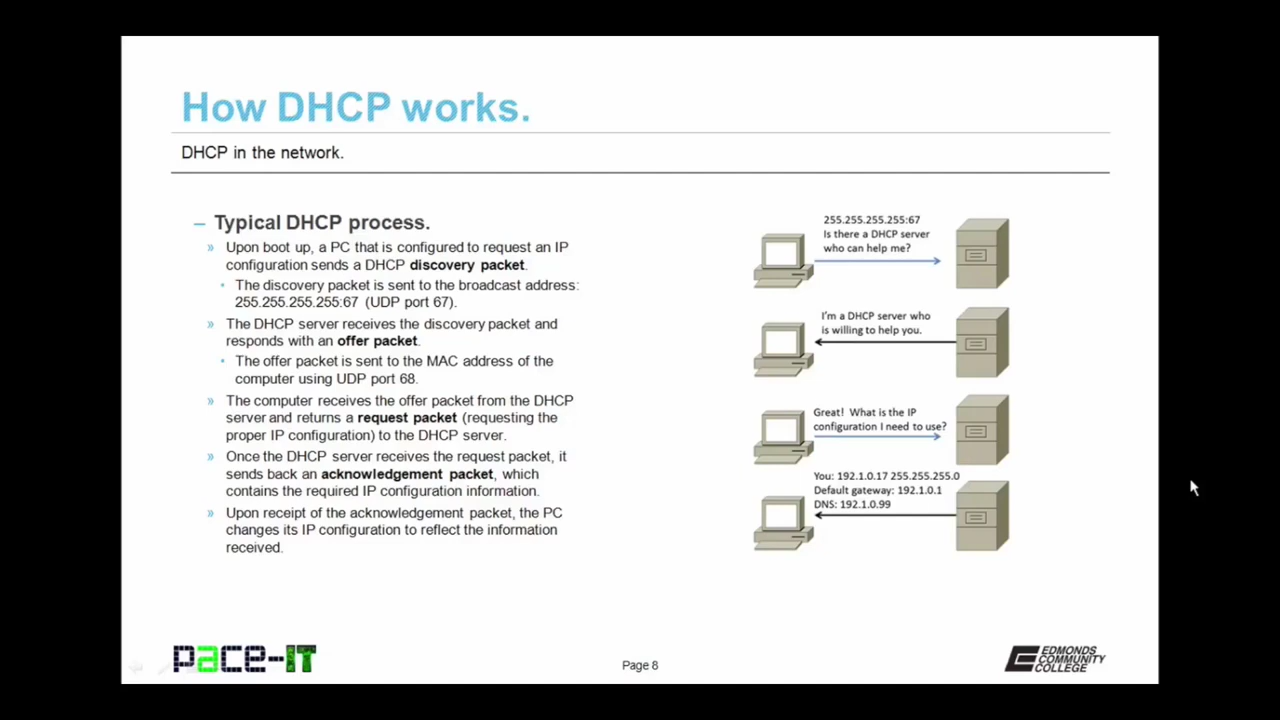 How DHCP works.
DHCP in the network.
– Typical DHCP process.
» Upon boot up, a PC that is configured to request an IP
configuration sends a DHCP discovery packet.
• The discovery packet is sent to the broadcast address:
255.255.255.255:67 (UDP port 67).
» The DHCP server receives the discovery packet and
responds with an offer packet.
• The offer packet is sent to the MAC address of the
computer using UDP port 68.
» The computer receives the offer packet from the DHCP
server and returns a request packet (requesting the
proper IP configuration) to the DHCP server.
» Once the DHCP server receives the request packet, it
sends back an acknowledgement packet, which
contains the required IP configuration information.
» Upon receipt of the acknowledgement packet, the PC
changes its IP configuration to reflect the information
received.
255.255.255.255:67
Is there a DHCP server
who can help me?
I'm a DHCP server who
is willing to help you.
Great! What is the IP
configuration I need to use?
You: 192.1.0.17 255.255.255.0
Default gateway: 192.1.0.1
DNS: 192.1.0.99
pace-IT
Page 8
EDMONDS
COMMUNITY
COLLEGE